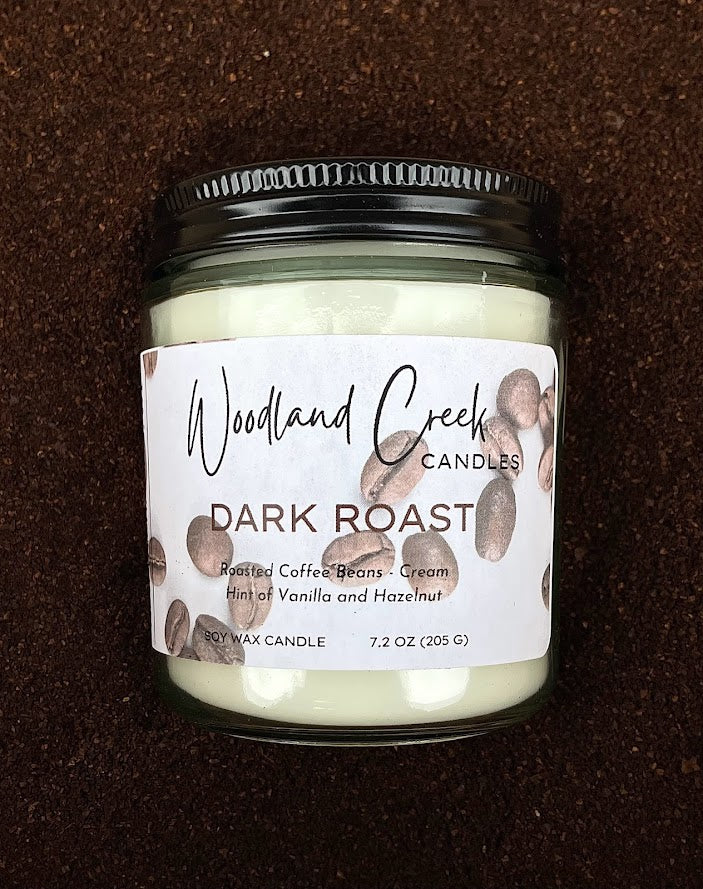 Woodland Creek
CANDLES
DARK ROAST
Roasted Coffee Beans - Cream
Hint of Vanilla and Hazelnut
SOY WAX CANDLE 7.2 OZ (205 G)